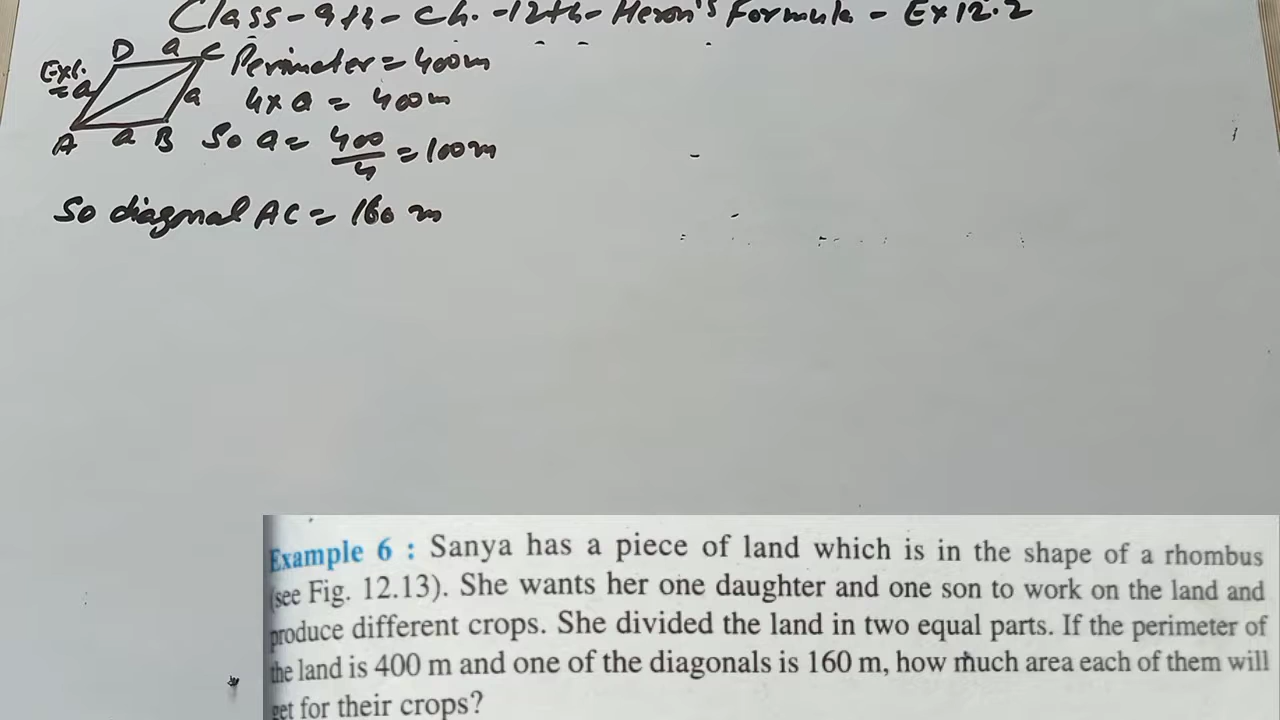 Class-9th-Ch.-12th-Heron's Formula-Ex12.2
D a C Perimeter = 400m
Ex6.
= a a 4xa = 400m
A a B So a = 400/4 = 100m
So diagonal AC = 160 m
Example 6 : Sanya has a piece of land which is in the shape of a rhombus
(see Fig. 12.13). She wants her one daughter and one son to work on the land and
produce different crops. She divided the land in two equal parts. If the perimeter of
the land is 400 m and one of the diagonals is 160 m, how much area each of them will
get for their crops?